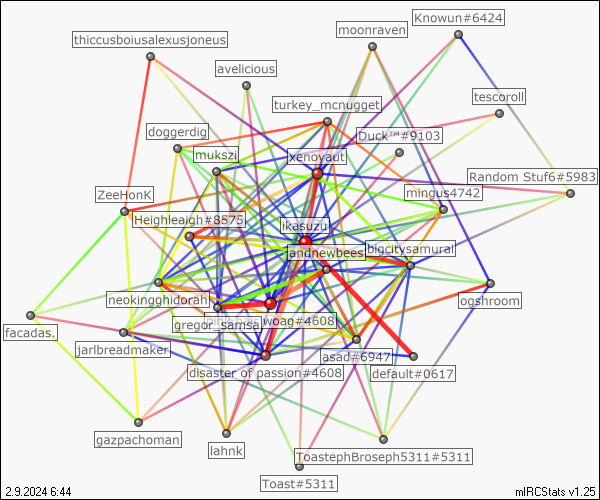 Knowun#6424
moonraven
thiccusboiusalexusjoneus
avelicious
tescoroll
turkey_mcnugget
doggerdig
Duck™#9103
mukszi
xenoyaut
Random Stuf6#5983
ZeeHonK
mingus4742
Heighleigh#8575
ikasuzu
andnewbees
bigcitysamurai
neokingghidorah
ogshroom
gregor_samsa
woag#4608
facadas.
jarlbreadmaker
asad#6947
disaster of passion#4608
default#0617
gazpachoman
lahnk
ToastephBroseph5311#5311
Toast#5311
2.9.2024 6:44
mIRCStats v1.25